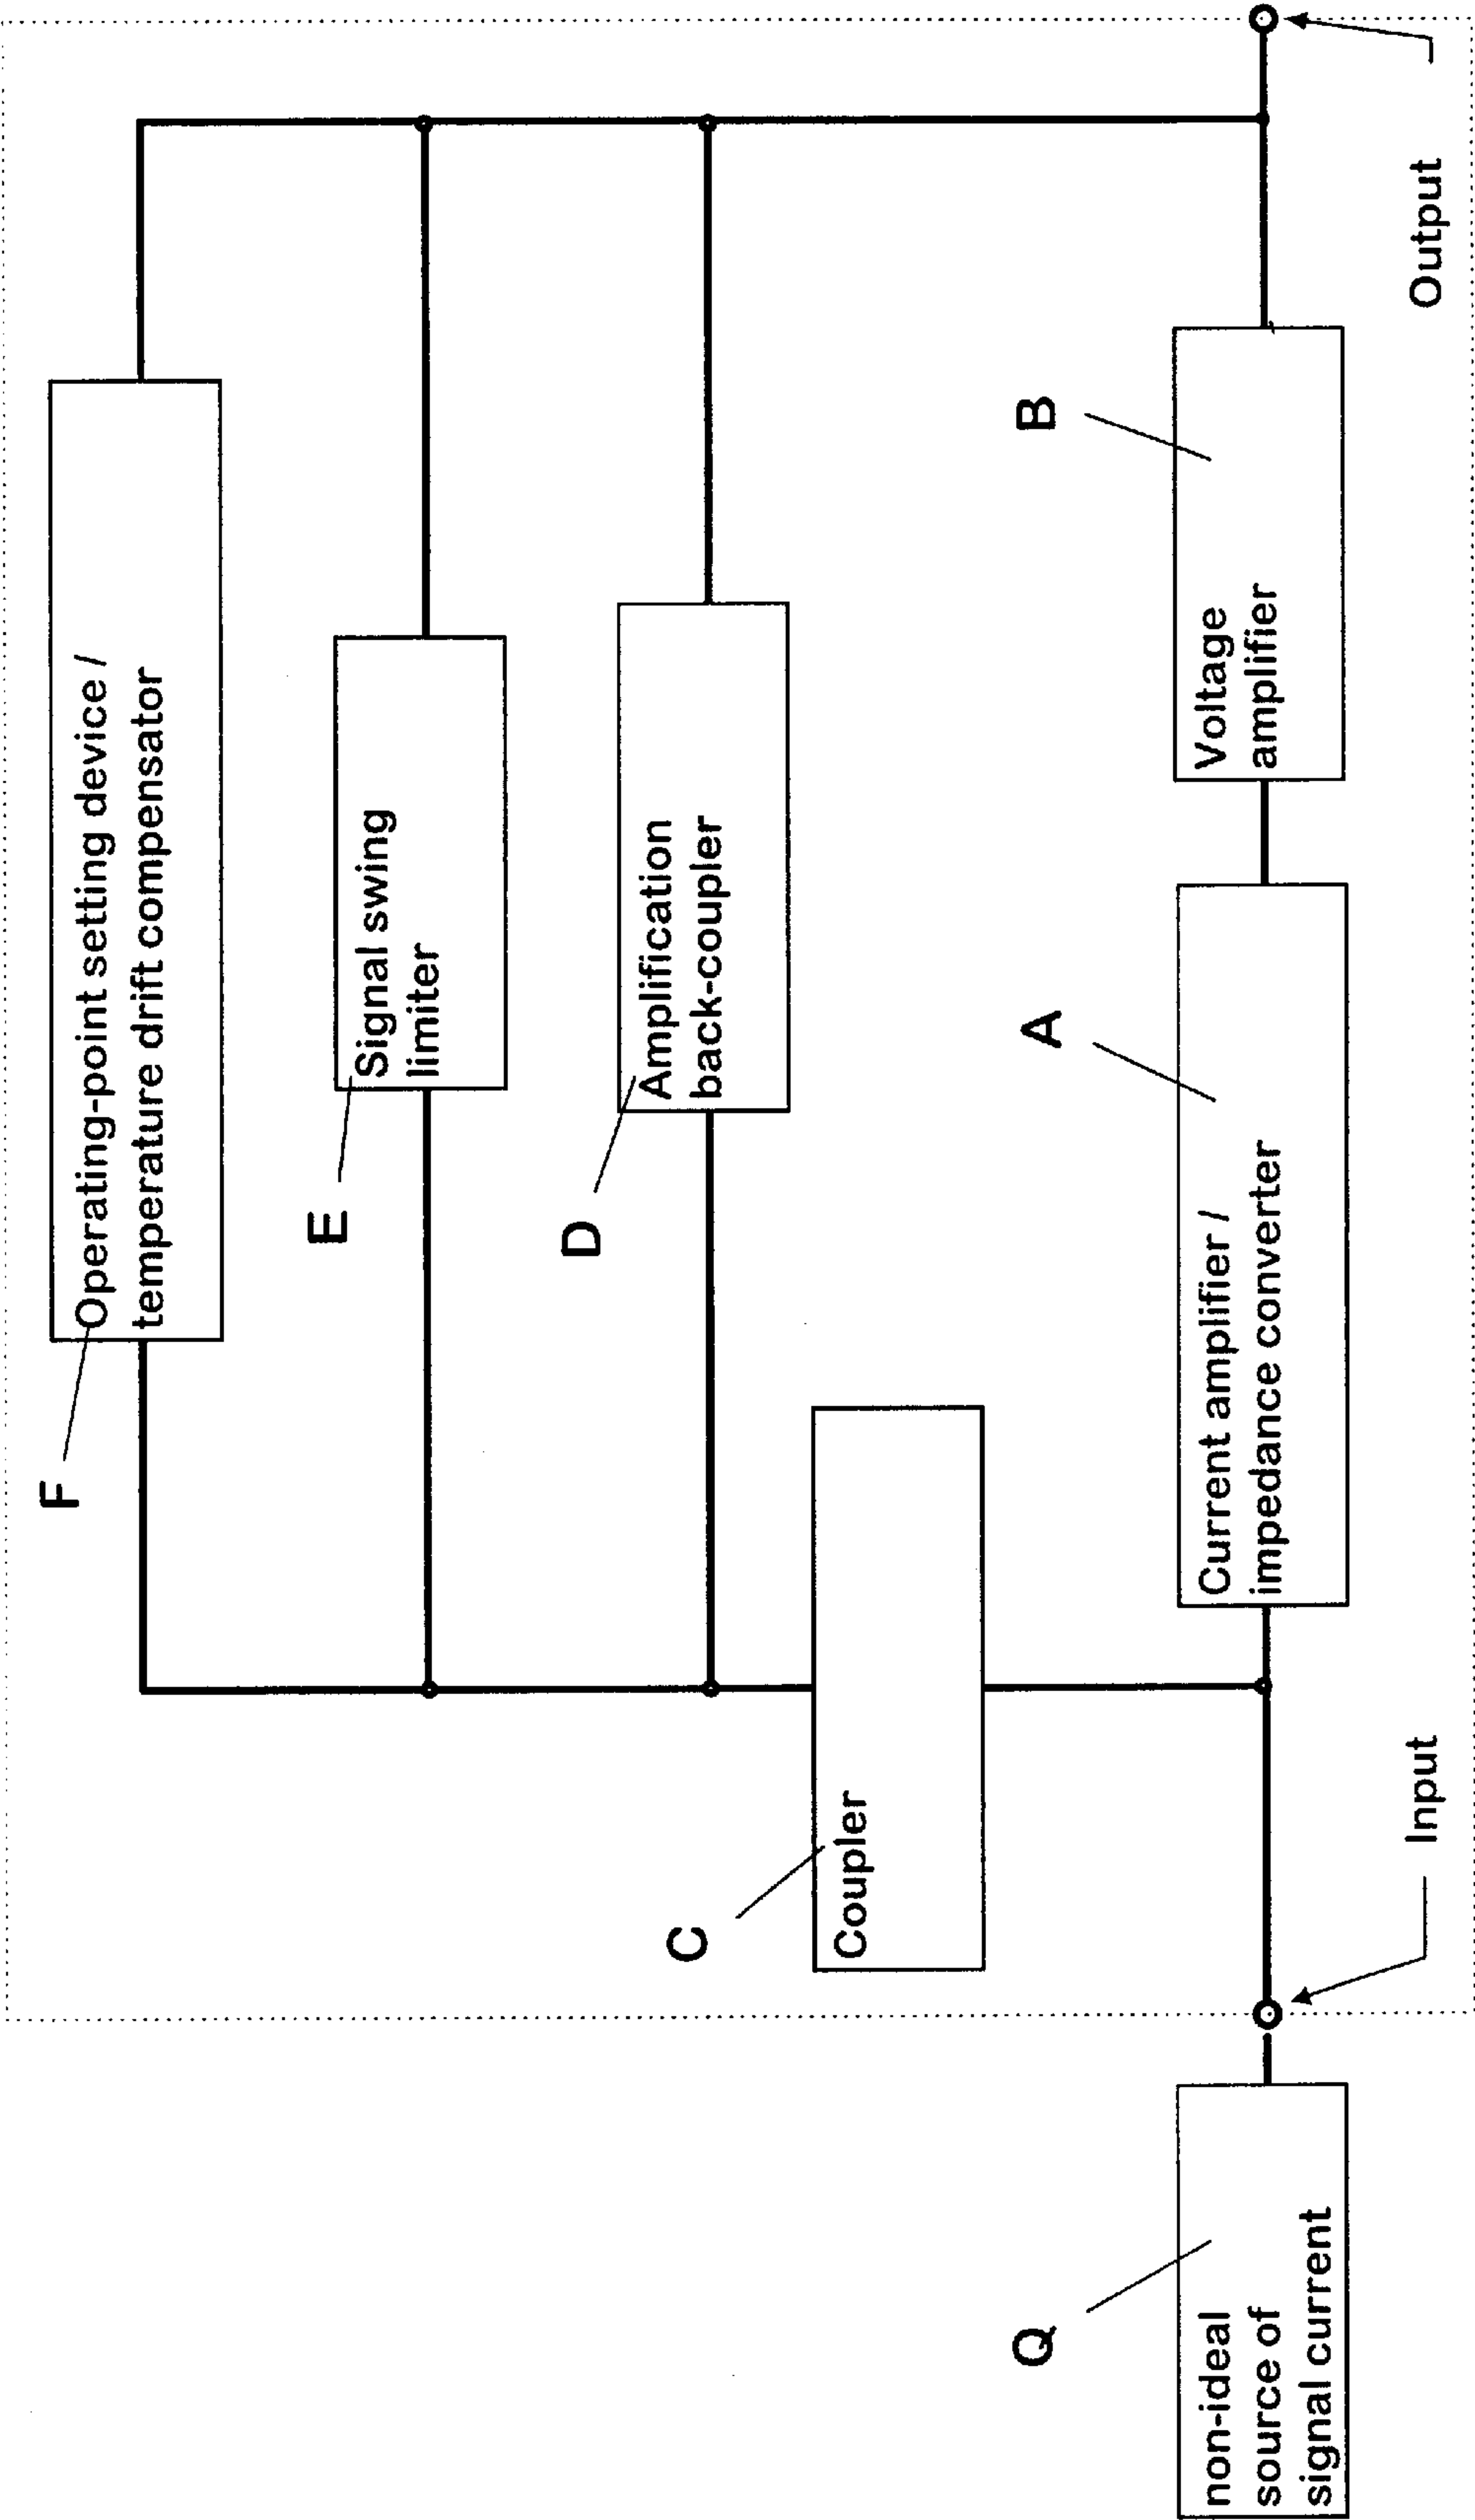 F
Operating-point setting device /
temperature drift compensator
E
Signal swing
limiter
D
Amplification
back-coupler
C
Coupler
Q
non-ideal
source of
signal current
A
Current amplifier /
impedance converter
B
Voltage
amplifier
Input
Output